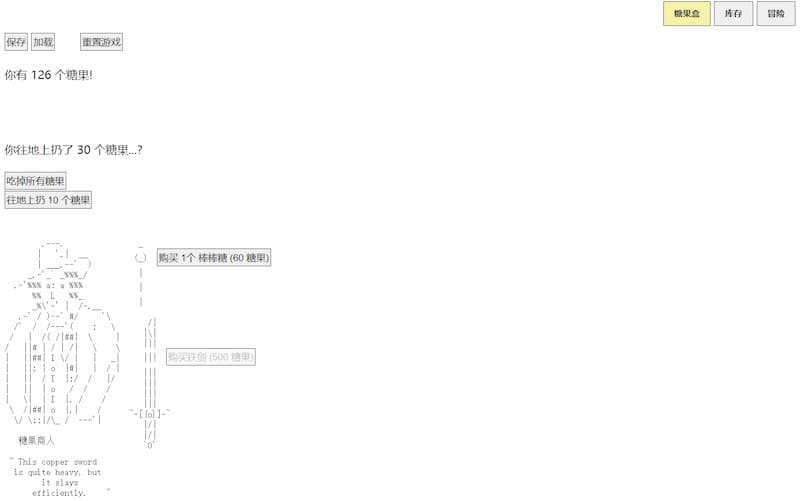 糖果盒 库存 冒险
保存 加载 重置游戏
你有 126 个糖果!
你往地上扔了 30 个糖果...?
吃掉所有糖果
往地上扔 10 个糖果
购买 1个 棒棒糖 (60 糖果)
购买铁剑 (500 糖果)
糖果商人
" This copper sword
is quite heavy, but
it slays
efficiently. "